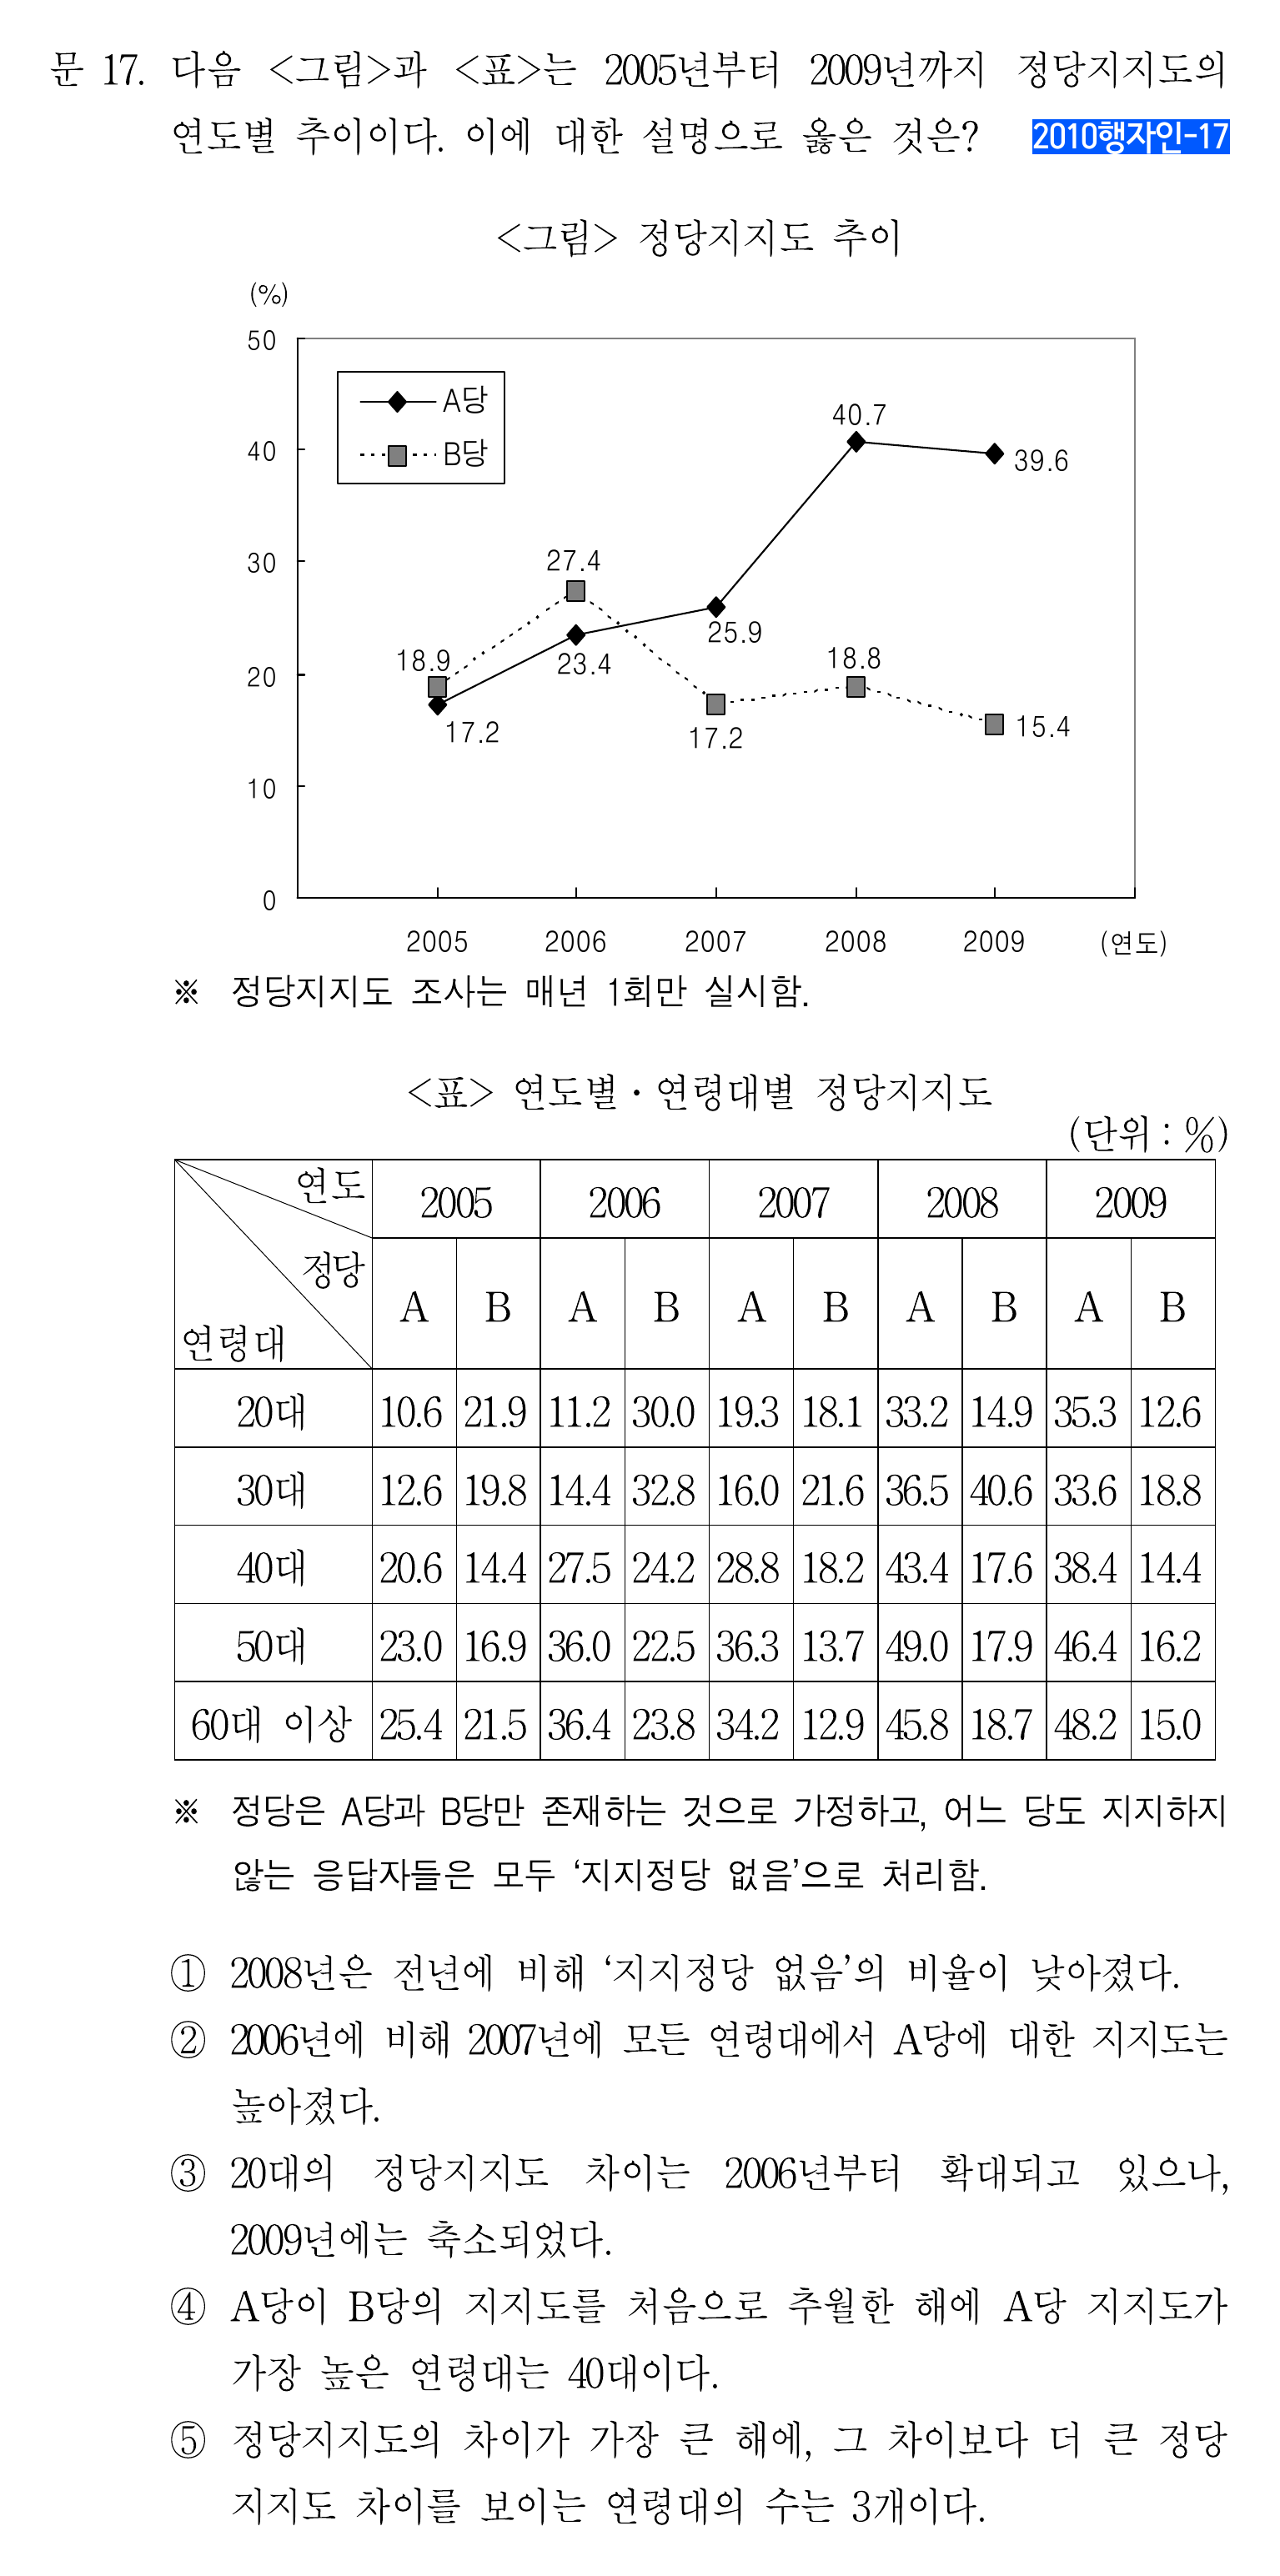 문 17. 다음 <그림>과 <표>는 2005년부터 2009년까지 정당지지도의
연도별 추이이다. 이에 대한 설명으로 옳은 것은? 2010행자인-17
<그림> 정당지지도 추이
(%)
50
A당
40.7
40
B당
39.6
30
27.4
25.9
23.4
20
18.9
18.8
17.2
17.2
15.4
10
0
2005 2006 2007 2008 2009 (연도)
※ 정당지지도 조사는 매년 1회만 실시함.
<표> 연도별·연령대별 정당지지도
(단위 : %)
연도 2005 2006 2007 2008 2009
정당 A B A B A B A B A B
연령대
20대 10.6 21.9 11.2 30.0 19.3 18.1 33.2 14.9 35.3 12.6
30대 12.6 19.8 14.4 32.8 16.0 21.6 36.5 40.6 33.6 18.8
40대 20.6 14.4 27.5 24.2 28.8 18.2 43.4 17.6 38.4 14.4
50대 23.0 16.9 36.0 22.5 36.3 13.7 49.0 17.9 46.4 16.2
60대 이상 25.4 21.5 36.4 23.8 34.2 12.9 45.8 18.7 48.2 15.0
※ 정당은 A당과 B당만 존재하는 것으로 가정하고, 어느 당도 지지하지
않는 응답자들은 모두 ‘지지정당 없음’으로 처리함.
① 2008년은 전년에 비해 ‘지지정당 없음’의 비율이 낮아졌다.
② 2006년에 비해 2007년에 모든 연령대에서 A당에 대한 지지도는
높아졌다.
③ 20대의 정당지지도 차이는 2006년부터 확대되고 있으나,
2009년에는 축소되었다.
④ A당이 B당의 지지도를 처음으로 추월한 해에 A당 지지도가
가장 높은 연령대는 40대이다.
⑤ 정당지지도의 차이가 가장 큰 해에, 그 차이보다 더 큰 정당
지지도 차이를 보이는 연령대의 수는 3개이다.